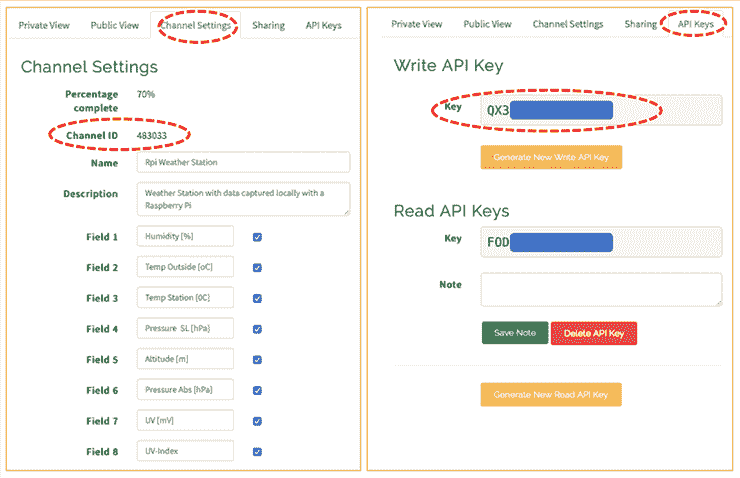 Private View Public View Channel Settings Sharing API Keys
Channel Settings
Percentage
complete
70%
Channel ID 483033
Name Rpi Weather Station
Description Weather Station with data captured locally with a
Raspberry Pi
Field 1 Humidity [%]
Field 2 Temp Outside [oC]
Field 3 Temp Station [0C]
Field 4 Pressure SL [hPa]
Field 5 Altitude [m]
Field 6 Pressure Abs [hPa]
Field 7 UV [mV]
Field 8 UV-Index
Private View Public View Channel Settings Sharing API Keys
Write API Key
Key QX3
Generate New Write API Key
Read API Keys
Key F0D
Note
Save Note Delete API Key
Generate New Read API Key